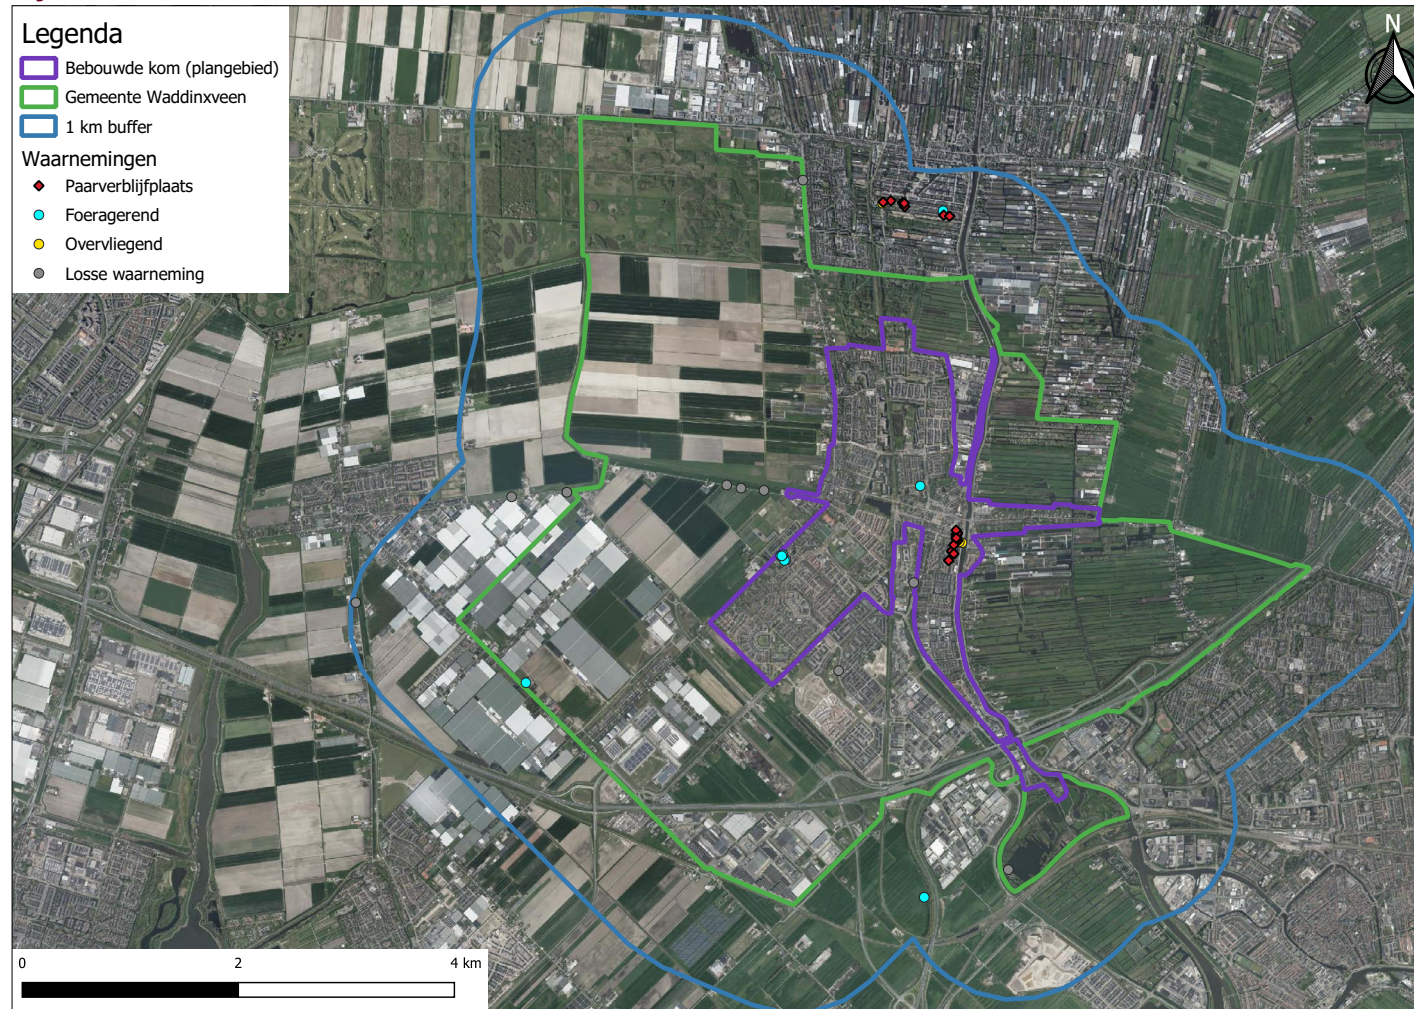 Legenda
Bebouwde kom (plangebied)
Gemeente Waddinxveen
1 km buffer
Waarnemingen
Paarverblijfplaats
Foeragerend
Overvliegend
Losse waarneming
N
0 2 4 km